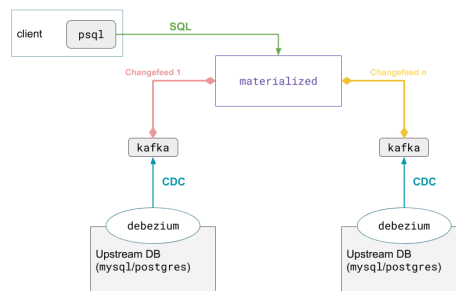 client
psql
SQL
Changefeed 1
materialized
Changefeed n
kafka
kafka
CDC
CDC
debezium
debezium
Upstream DB
(mysql/postgres)
Upstream DB
(mysql/postgres)